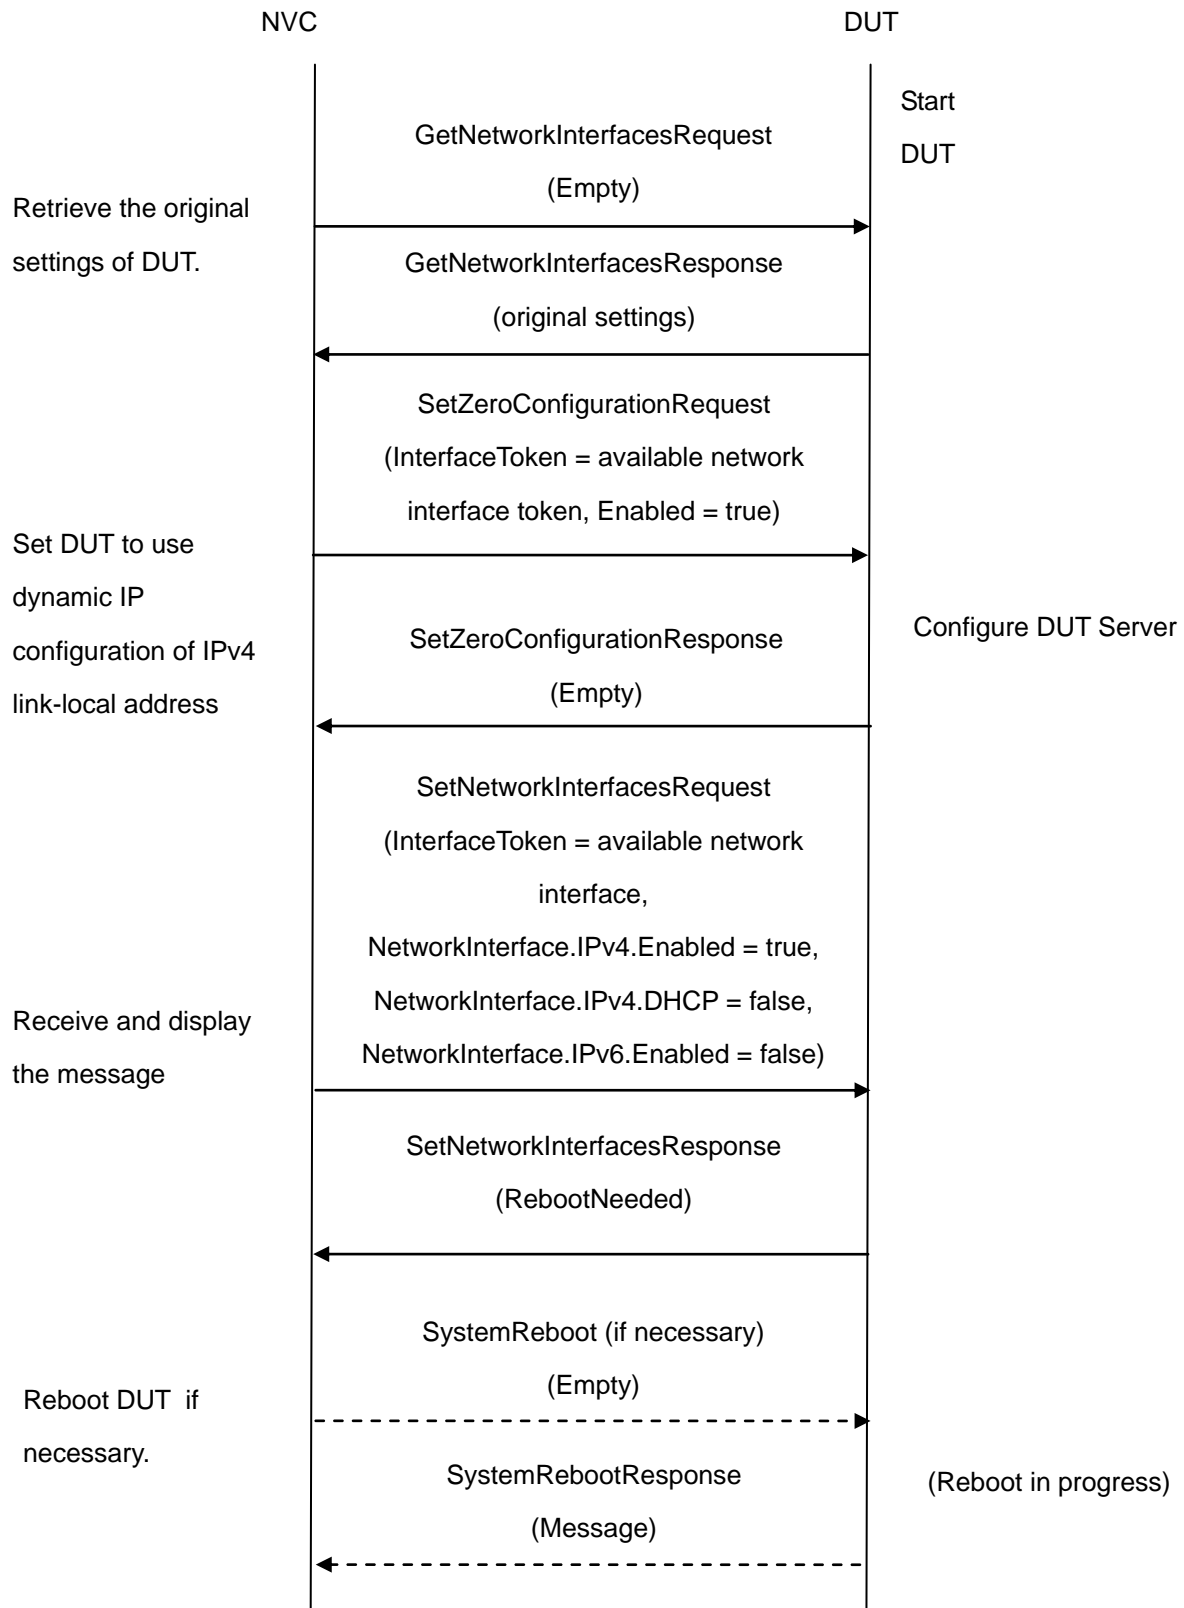 NVC
DUT
Start
DUT
GetNetworkInterfacesRequest
(Empty)
Retrieve the original
settings of DUT.
GetNetworkInterfacesResponse
(original settings)
SetZeroConfigurationRequest
(InterfaceToken = available network
interface token, Enabled = true)
Set DUT to use
dynamic IP
configuration of IPv4
link-local address
SetZeroConfigurationResponse
(Empty)
Configure DUT Server
SetNetworkInterfacesRequest
(InterfaceToken = available network
interface,
NetworkInterface.IPv4.Enabled = true,
NetworkInterface.IPv4.DHCP = false,
NetworkInterface.IPv6.Enabled = false)
Receive and display
the message
SetNetworkInterfacesResponse
(RebootNeeded)
SystemReboot (if necessary)
(Empty)
Reboot DUT  if
necessary.
SystemRebootResponse
(Message)
(Reboot in progress)